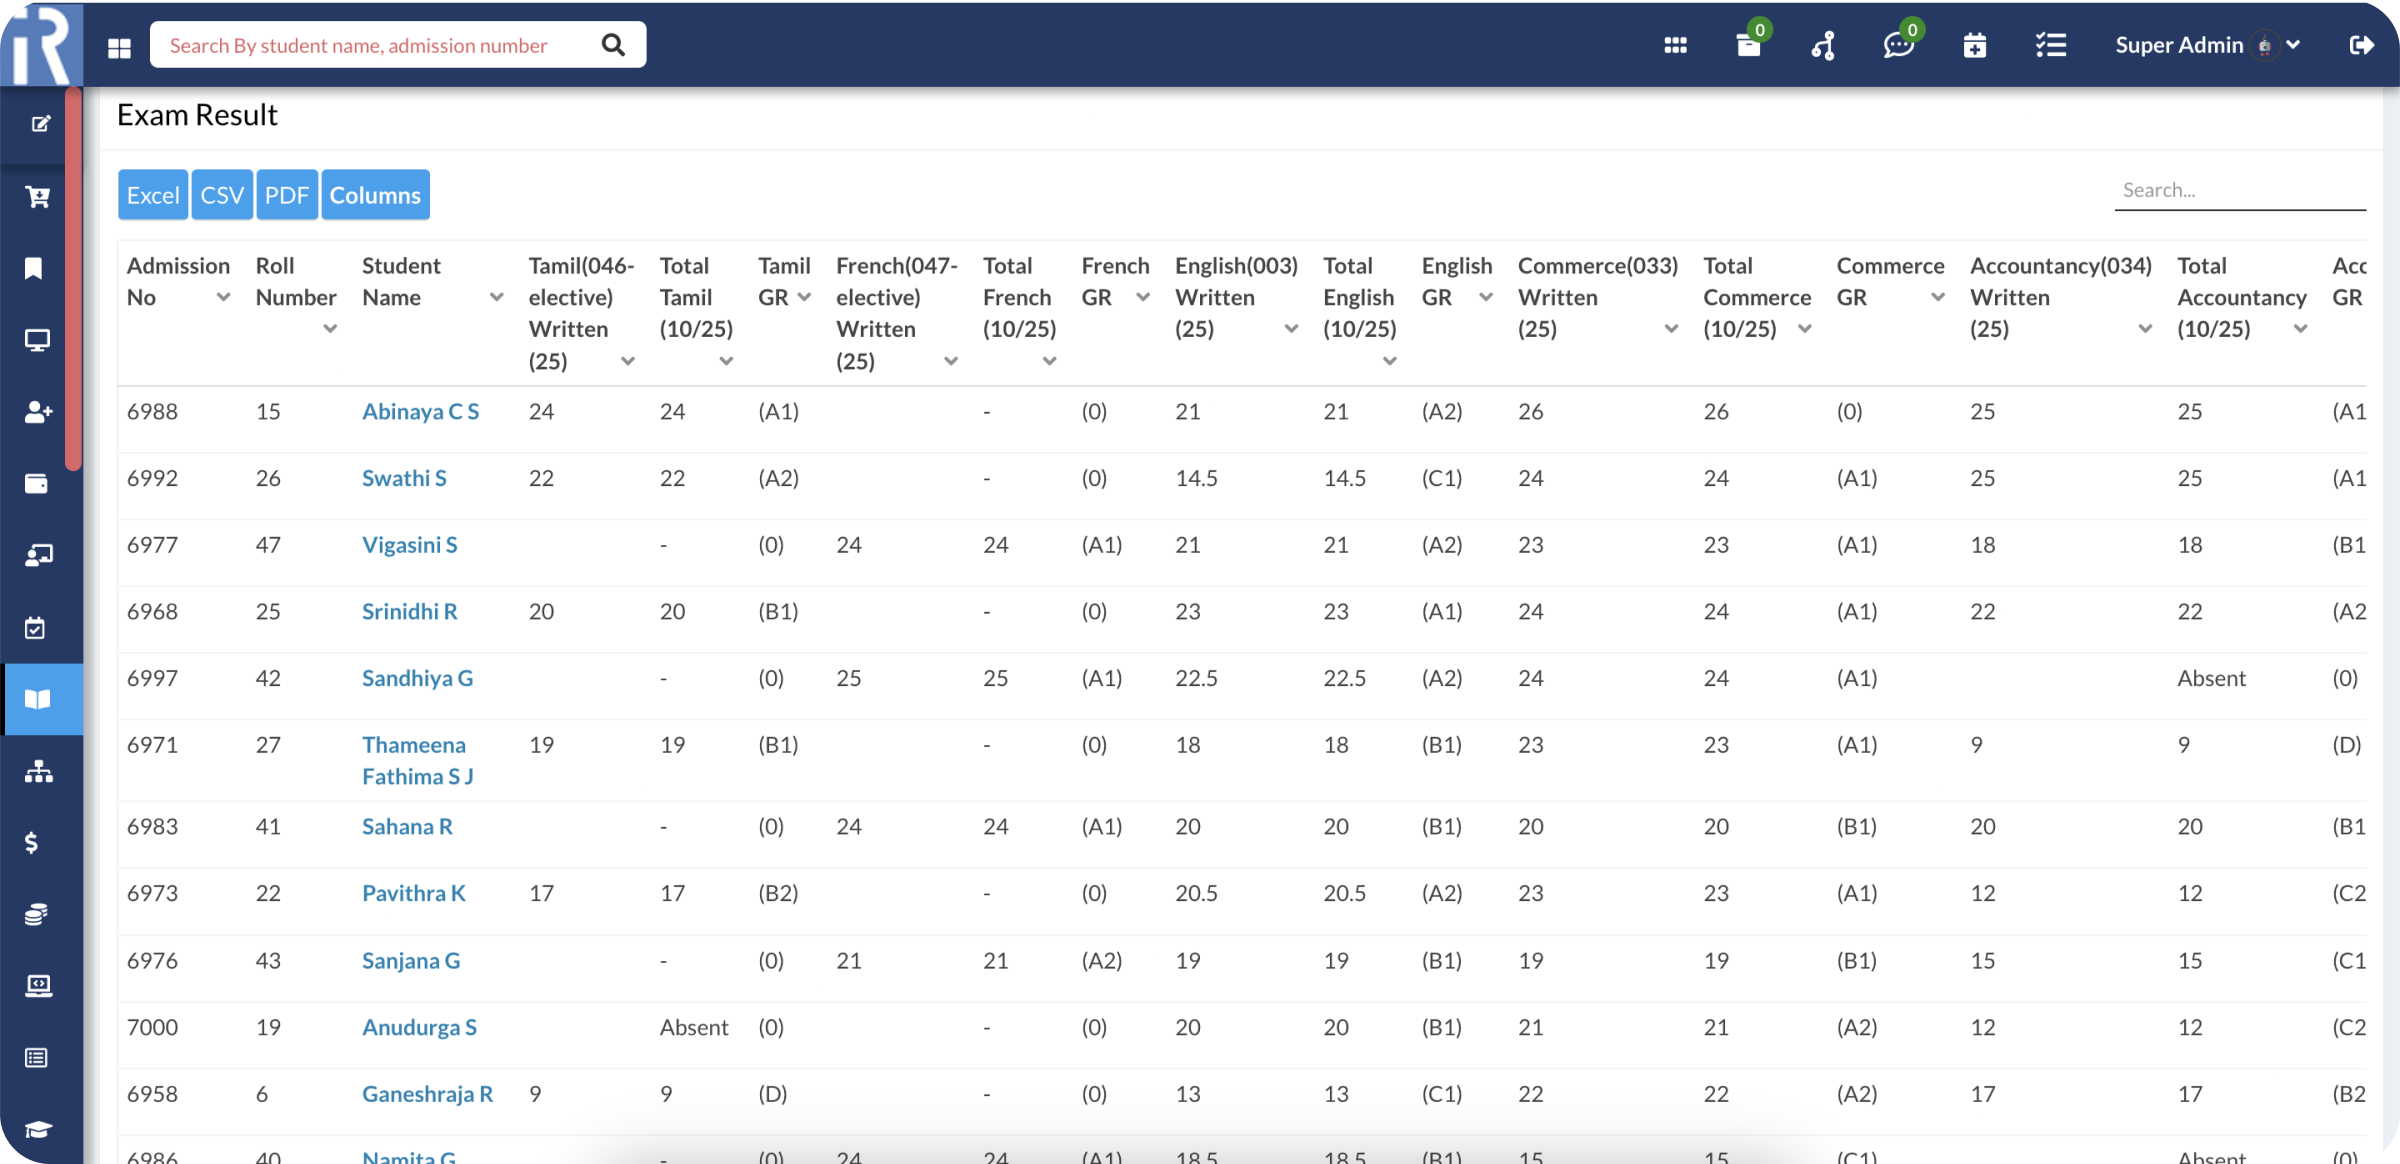 iR
Search By student name, admission number
0
0
Super Admin
Exam Result
Excel CSV PDF Columns
Search...
Admission No
Roll Number
Student Name
Tamil(046-elective) Written (25)
Total Tamil (10/25)
Tamil GR
French(047-elective) Written (25)
Total French (10/25)
French GR
English(003) Written (25)
Total English (10/25)
English GR
Commerce(033) Written (25)
Total Commerce (10/25)
Commerce GR
Accountancy(034) Written (25)
Total Accountancy (10/25)
Acc GR
6988 15 Abinaya C S 24 24 (A1) - (0) 21 21 (A2) 26 26 (0) 25 25 (A1
6992 26 Swathi S 22 22 (A2) - (0) 14.5 14.5 (C1) 24 24 (A1) 25 25 (A1
6977 47 Vigasini S - (0) 24 24 (A1) 21 21 (A2) 23 23 (A1) 18 18 (B1
6968 25 Srinidhi R 20 20 (B1) - (0) 23 23 (A1) 24 24 (A1) 22 22 (A2
6997 42 Sandhiya G - (0) 25 25 (A1) 22.5 22.5 (A2) 24 24 (A1) Absent (0)
6971 27 Thameena Fathima S J 19 19 (B1) - (0) 18 18 (B1) 23 23 (A1) 9 9 (D)
6983 41 Sahana R - (0) 24 24 (A1) 20 20 (B1) 20 20 (B1) 20 20 (B1
6973 22 Pavithra K 17 17 (B2) - (0) 20.5 20.5 (A2) 23 23 (A1) 12 12 (C2
6976 43 Sanjana G - (0) 21 21 (A2) 19 19 (B1) 19 19 (B1) 15 15 (C1
7000 19 Anudurga S Absent (0) - (0) 20 20 (B1) 21 21 (A2) 12 12 (C2
6958 6 Ganeshraja R 9 9 (D) - (0) 13 13 (C1) 22 22 (A2) 17 17 (B2
6986 40 Namita G - (0) 24 24 (A1) 18.5 18.5 (B1) 15 15 (C1) Absent (0)